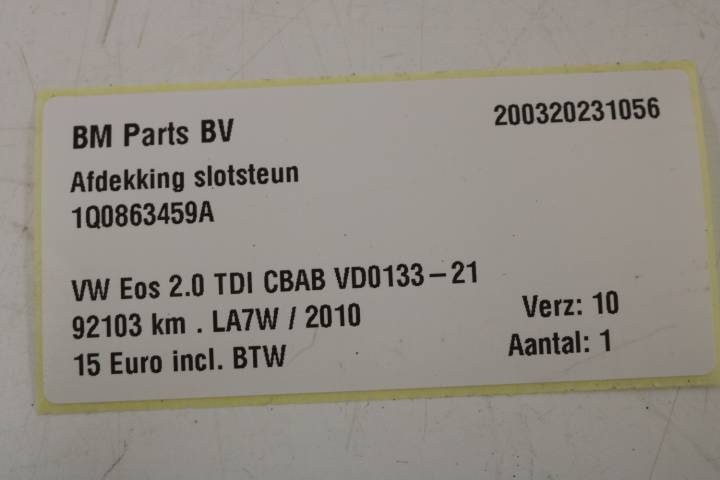 BM Parts BV
200320231056
Afdekking slotsteun
1Q0863459A
VW Eos 2.0 TDI CBAB VD0133-21
92103 km . LA7W / 2010
Verz: 10
15 Euro incl. BTW
Aantal: 1